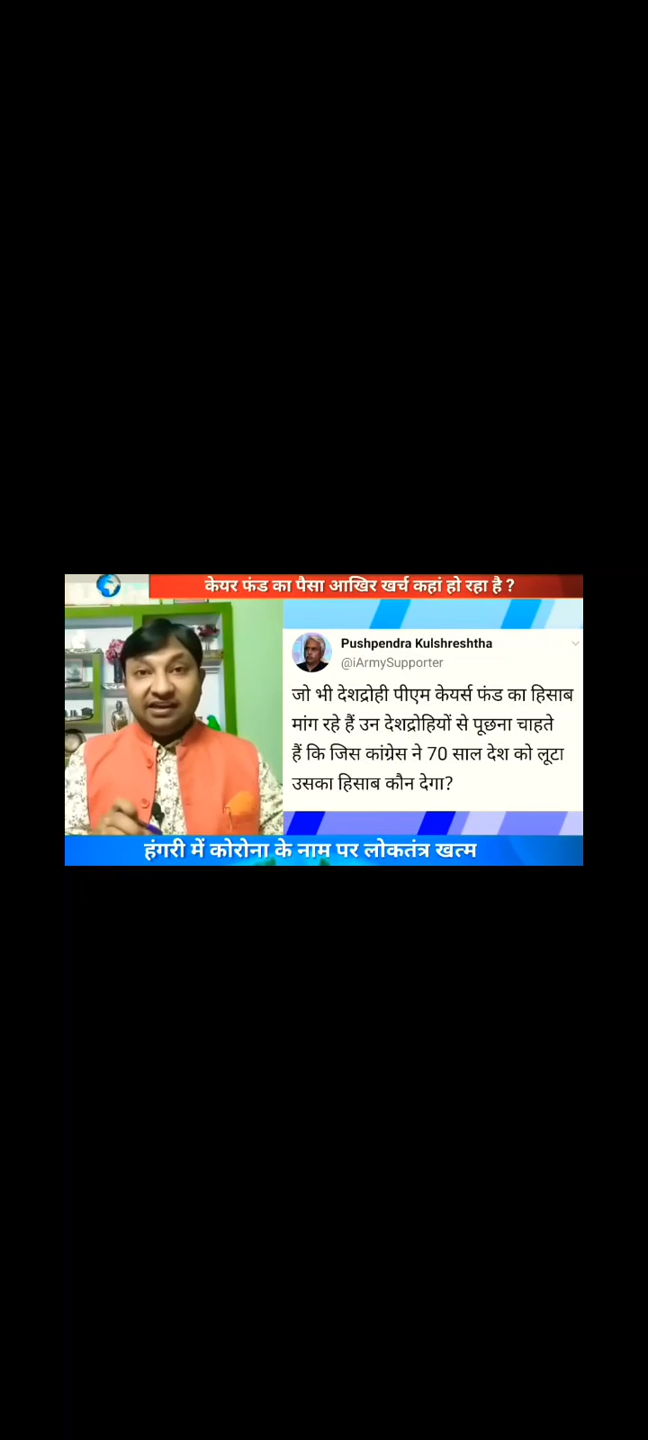 केयर फंड का पैसा आखिर खर्च कहां हो रहा है ?
Pushpendra Kulshreshtha
@iArmySupporter
जो भी देशद्रोही पीएम केयर्स फंड का हिसाब
मांग रहे हैं उन देशद्रोहियों से पूछना चाहते
हैं कि जिस कांग्रेस ने 70 साल देश को लूटा
उसका हिसाब कौन देगा?
हंगरी में कोरोना के नाम पर लोकतंत्र खत्म